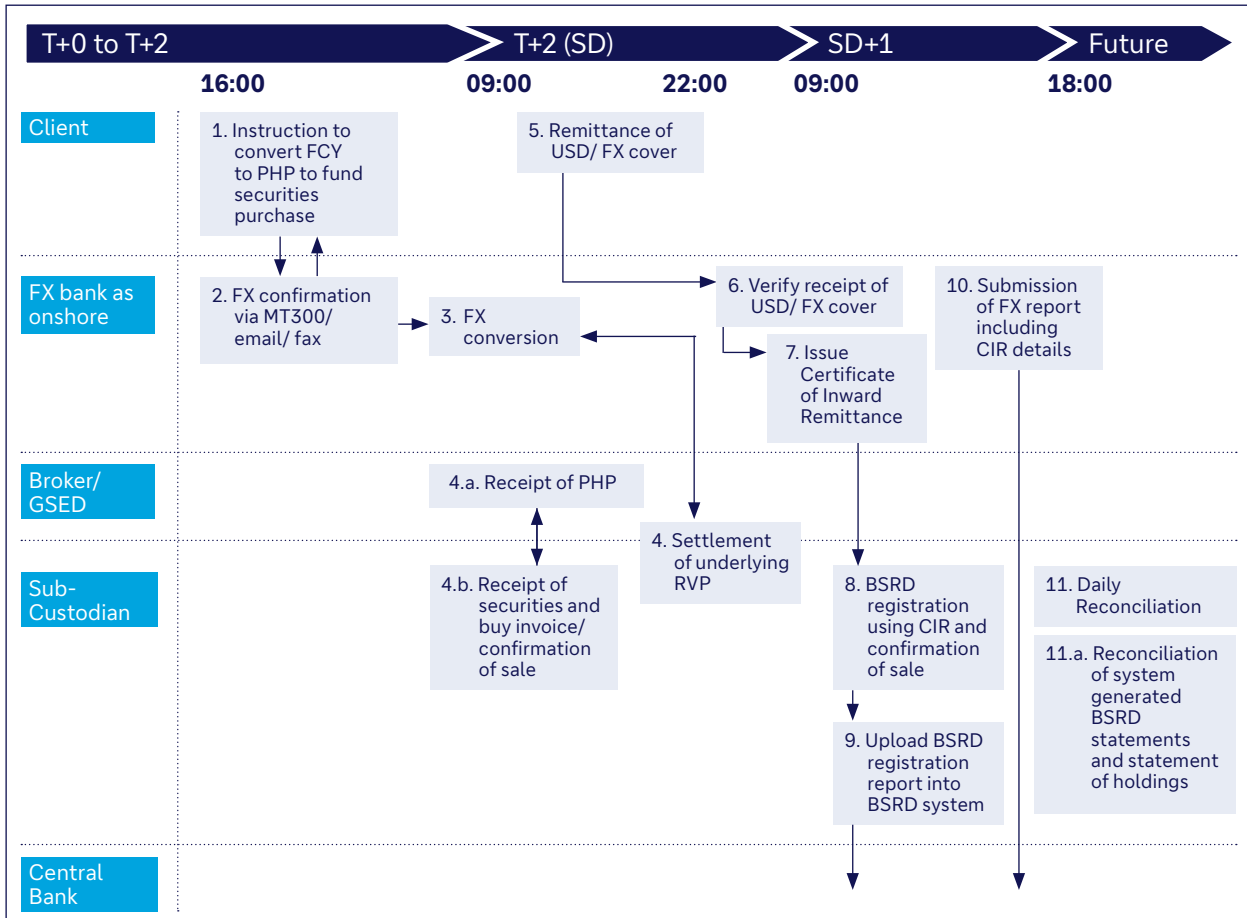 T+0 to T+2
T+2 (SD)
SD+1
Future
16:00
09:00
22:00
09:00
18:00
Client
1. Instruction to
convert FCY
to PHP to fund
securities
purchase
5. Remittance of
USD/ FX cover
FX bank as
onshore
2. FX confirmation
via MT300/
email/ fax
3. FX
conversion
6. Verify receipt of
USD/ FX cover
7. Issue
Certificate
of Inward
Remittance
10. Submission
of FX report
including
CIR details
Broker/
GSED
4.a. Receipt of PHP
4. Settlement
of underlying
RVP
Sub-
Custodian
4.b. Receipt of
securities and
buy invoice/
confirmation
of sale
8. BSRD
registration
using CIR and
confirmation
of sale
9. Upload BSRD
registration
report into
BSRD system
11. Daily
Reconciliation
11.a. Reconciliation
of system
generated
BSRD
statements
and statement
of holdings
Central
Bank